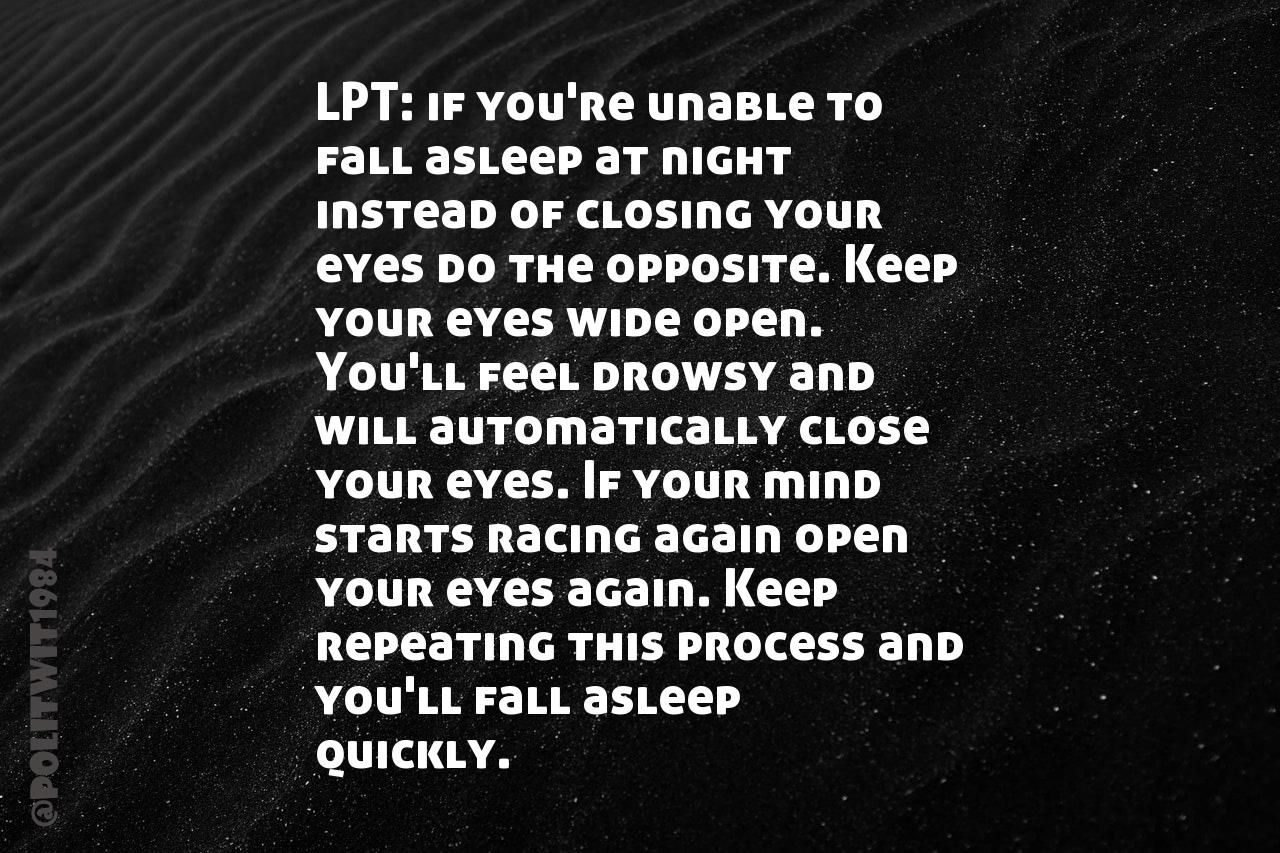 LPT: if you're unable to
fall asleep at night
instead of closing your
eyes do the opposite. Keep
your eyes wide open.
You'll feel drowsy and
will automatically close
your eyes. If your mind
starts racing again open
your eyes again. Keep
repeating this process and
you'll fall asleep
quickly.
@POLITWIT1984